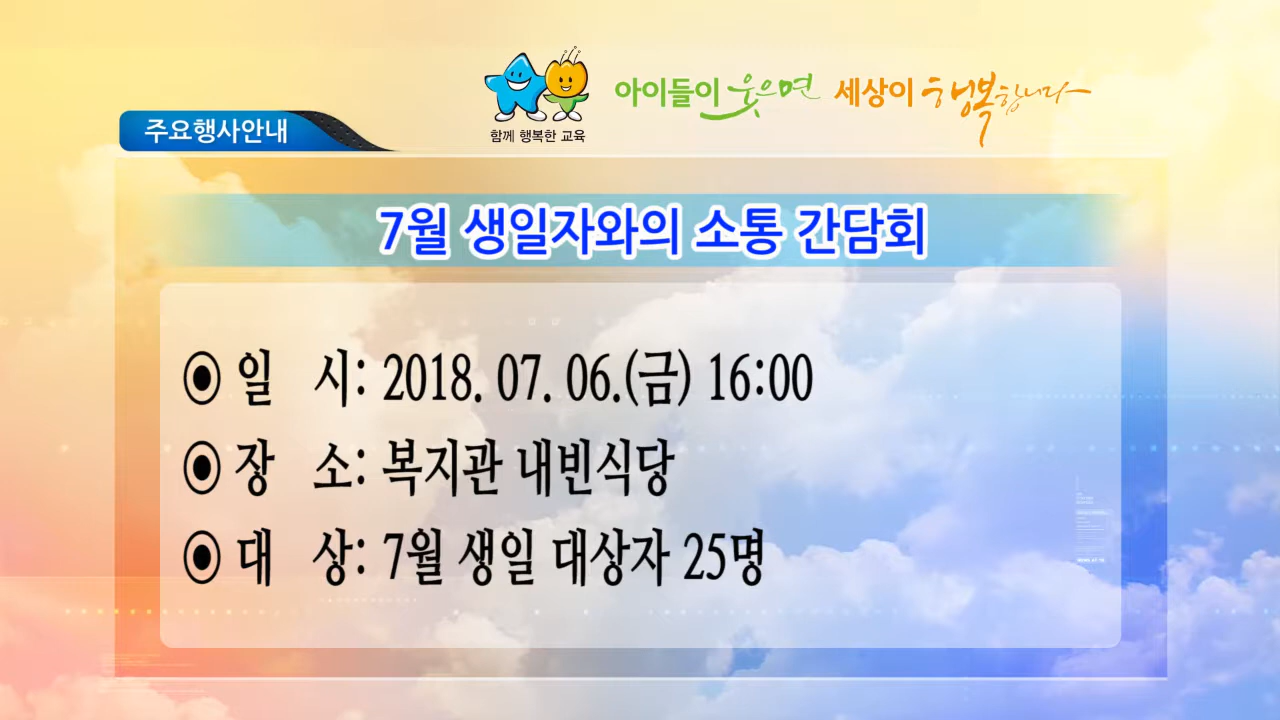 아이들이 웃으면 세상이 행복합니다
함께 행복한 교육
주요행사안내
7월 생일자와의 소통 간담회
⊙ 일 시: 2018. 07. 06.(금) 16:00
⊙ 장 소: 복지관 내빈식당
⊙ 대 상: 7월 생일 대상자 25명